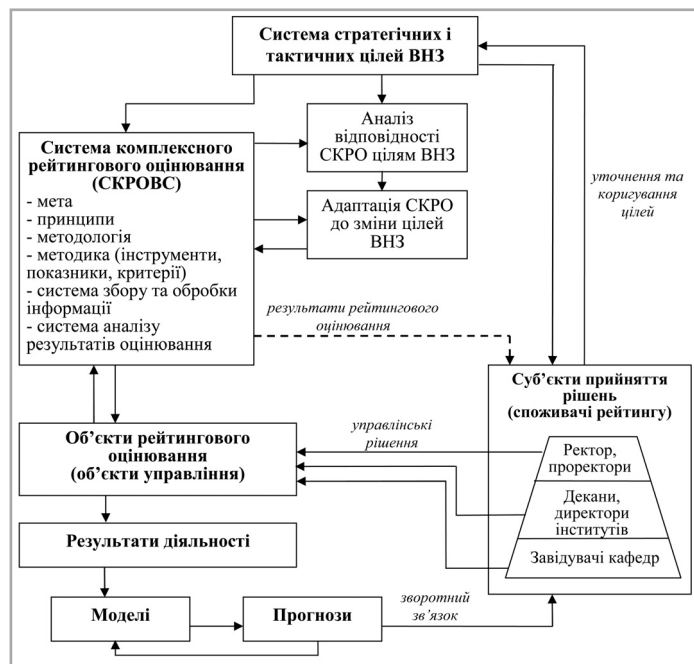 Система стратегічних і
тактичних цілей ВНЗ
Аналіз
відповідності
СКРО цілям ВНЗ
Система комплексного
рейтингового оцінювання
(СКРОВС)
- мета
- принципи
- методологія
- методика (інструменти,
показники, критерії)
- система збору та обробки
інформації
- система аналізу
результатів оцінювання
Адаптація СКРО
до зміни цілей
ВНЗ
уточнення та
коригування
цілей
результати рейтингового
оцінювання
Суб’єкти прийняття
рішень
(споживачі рейтингу)
Ректор,
проректори
Декани,
директори
інститутів
Завідувачі кафедр
управлінські
рішення
Об’єкти рейтингового
оцінювання
(об’єкти управління)
Результати діяльності
Моделі
Прогнози
зворотний
зв’язок